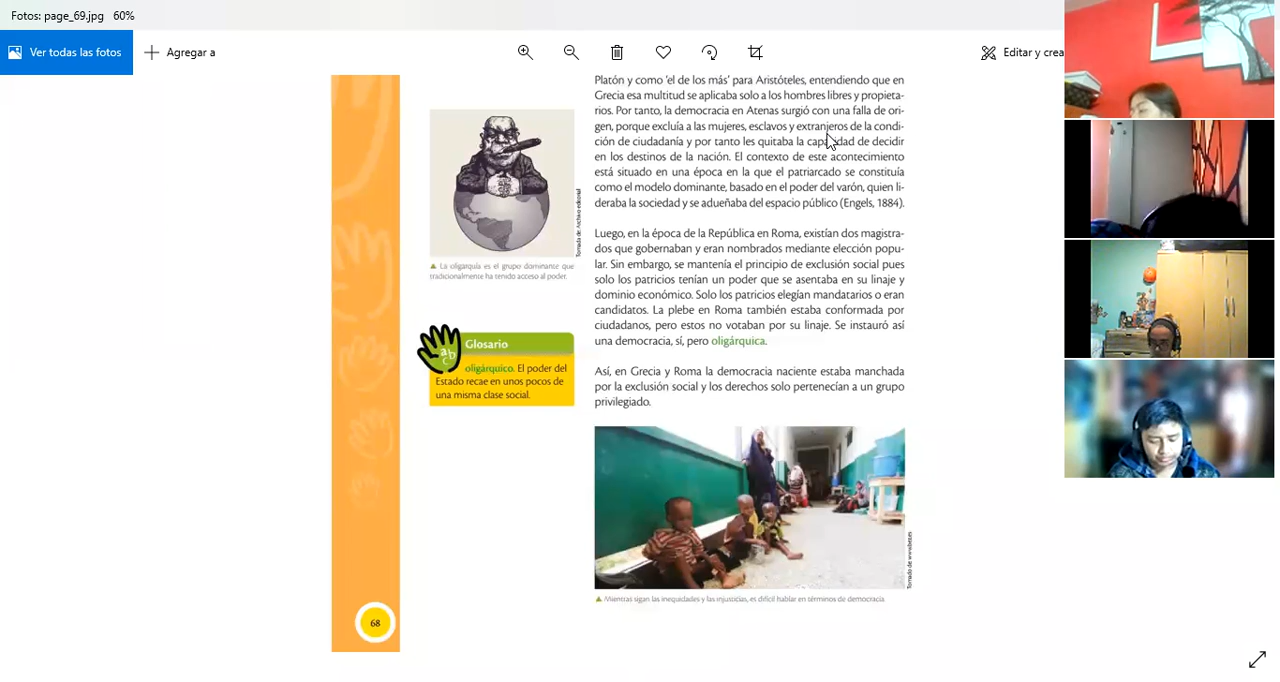 Fotos: page_69.jpg 60%
Ver todas las fotos
Agregar a
Editar y crea
Platón y como 'el de los más' para Aristóteles, entendiendo que en
Grecia esa multitud se aplicaba solo a los hombres libres y propieta-
rios. Por tanto, la democracia en Atenas surgió con una falla de ori-
gen, porque excluía a las mujeres, esclavos y extranjeros de la condi-
ción de ciudadanía y por tanto les quitaba la capacidad de decidir
en los destinos de la nación. El contexto de este acontecimiento
está situado en una época en la que el patriarcado se constituía
como el modelo dominante, basado en el poder del varón, quien li-
deraba la sociedad y se adueñaba del espacio público (Engels, 1884).
Luego, en la época de la República en Roma, existían dos magistra-
dos que gobernaban y eran nombrados mediante elección popu-
lar. Sin embargo, se mantenía el principio de exclusión social pues
solo los patricios tenían un poder que se asentaba en su linaje y
dominio económico. Solo los patricios elegían mandatarios o eran
candidatos. La plebe en Roma también estaba conformada por
ciudadanos, pero estos no votaban por su linaje. Se instauró así
una democracia, sí, pero oligárquica.
Así, en Grecia y Roma la democracia naciente estaba manchada
por la exclusión social y los derechos solo pertenecían a un grupo
privilegiado.
Tomada de: Archivo editorial
La oligarquía es el grupo dominante que
tradicionalmente ha tenido acceso al poder.
Glosario
a b c
oligárquico. El poder del
Estado recae en unos pocos de
una misma clase social.
Mientras sigan las inequidades y las injusticias, es difícil hablar en términos de democracia.
68